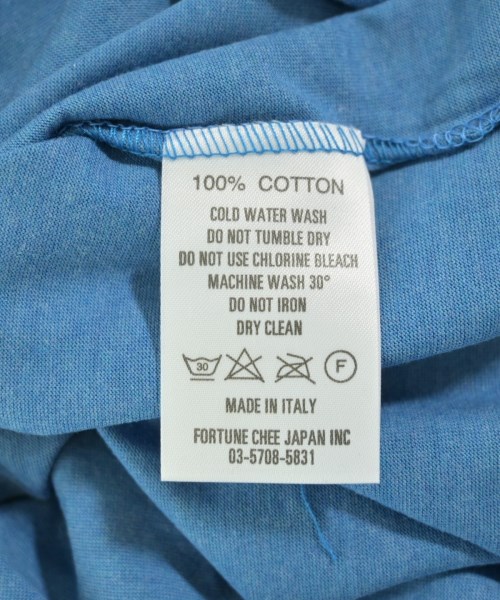 100% COTTON
COLD WATER WASH
DO NOT TUMBLE DRY
DO NOT USE CHLORINE BLEACH
MACHINE WASH 30°
DO NOT IRON
DRY CLEAN
30 F
MADE IN ITALY
FORTUNE CHEE JAPAN INC
03-5708-5831